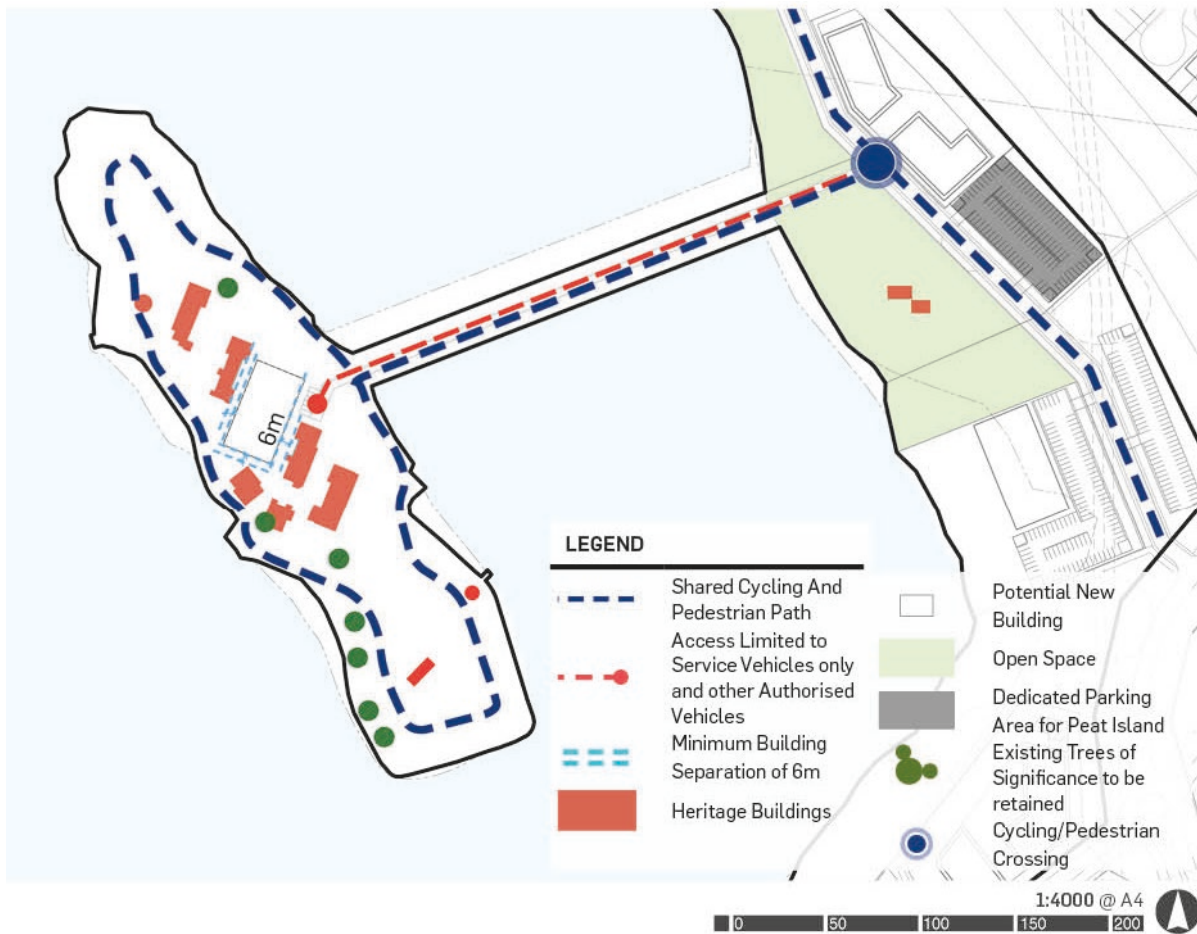 6m
LEGEND
Shared Cycling And
Pedestrian Path
Access Limited to
Service Vehicles only
and other Authorised
Vehicles
Minimum Building
Separation of 6m
Heritage Buildings
Potential New
Building
Open Space
Dedicated Parking
Area for Peat Island
Existing Trees of
Significance to be
retained
Cycling/Pedestrian
Crossing
1:4000 @ A4
0 50 100 150 200